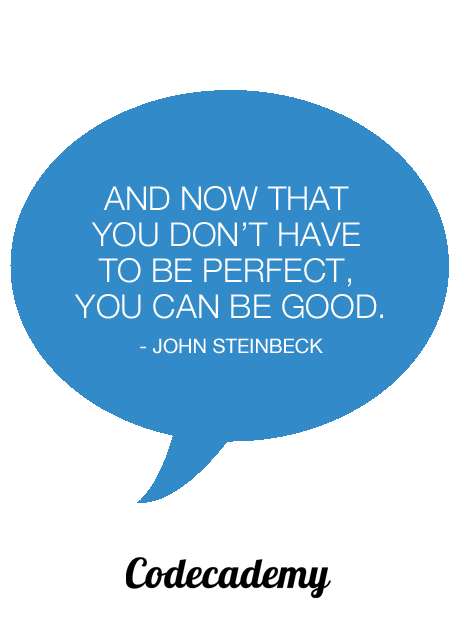 AND NOW THAT
YOU DON’T HAVE
TO BE PERFECT,
YOU CAN BE GOOD.
- JOHN STEINBECK
Codecademy